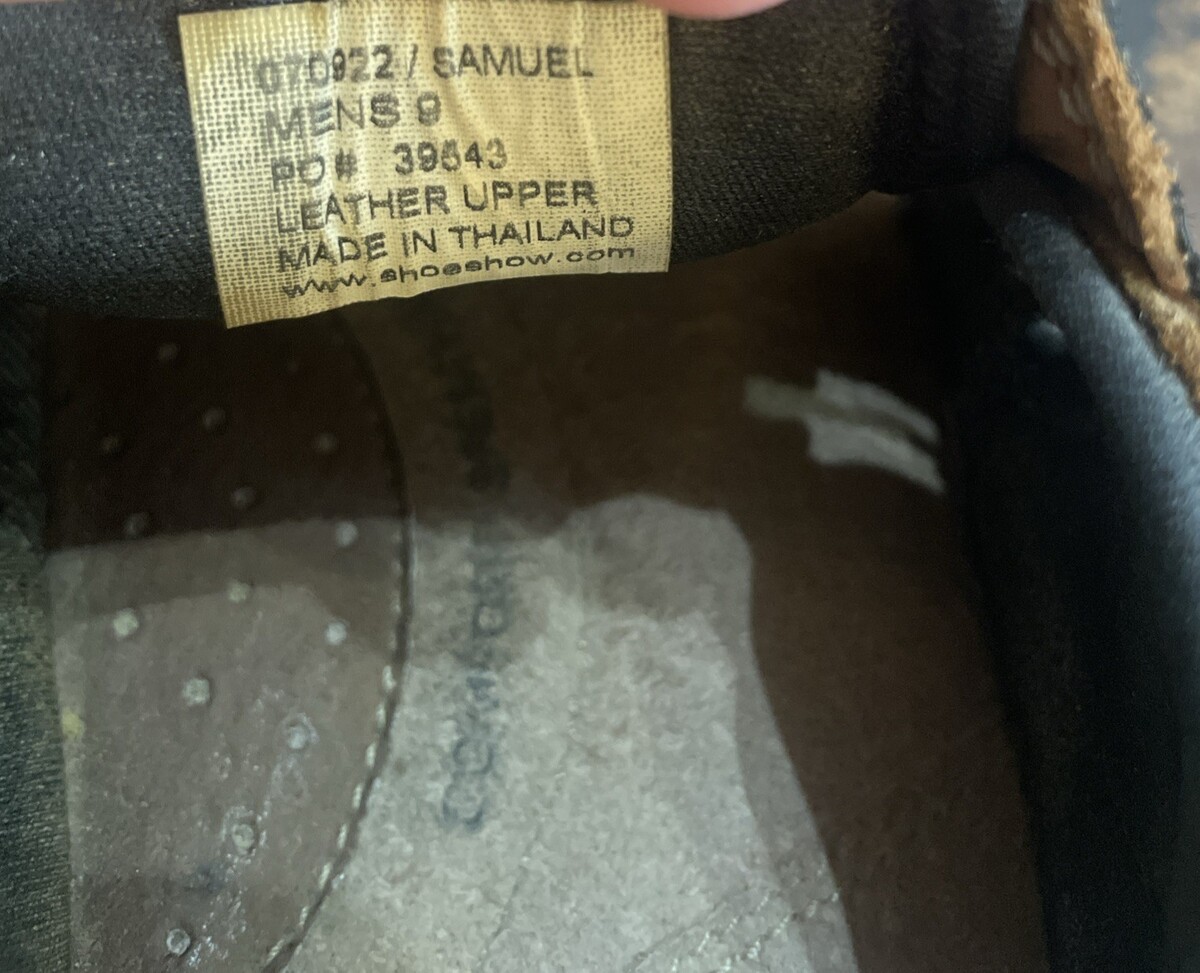 070922 / SAMUEL
MENS 9
PO# 39543
LEATHER UPPER
MADE IN THAILAND
www.shoeshow.com